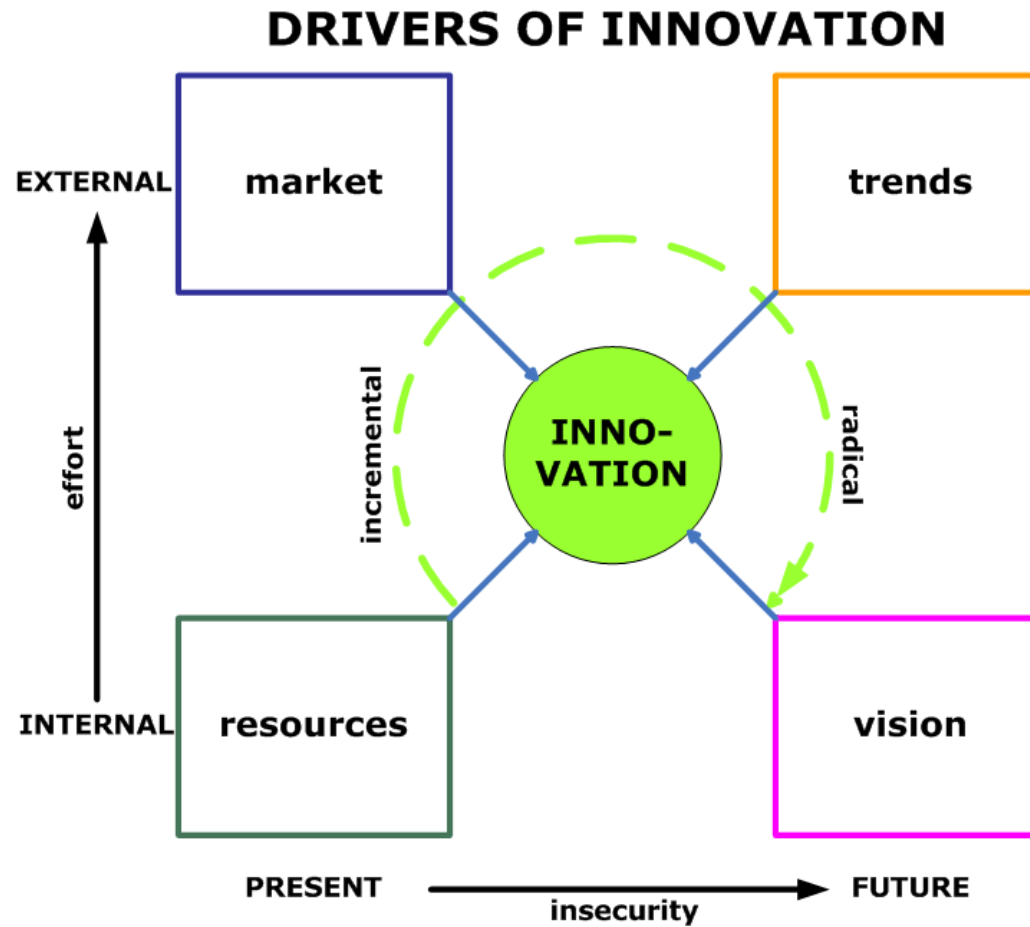 DRIVERS OF INNOVATION
EXTERNAL
market
trends
effort
incremental
INNO-
VATION
radical
INTERNAL
resources
vision
PRESENT
insecurity
FUTURE